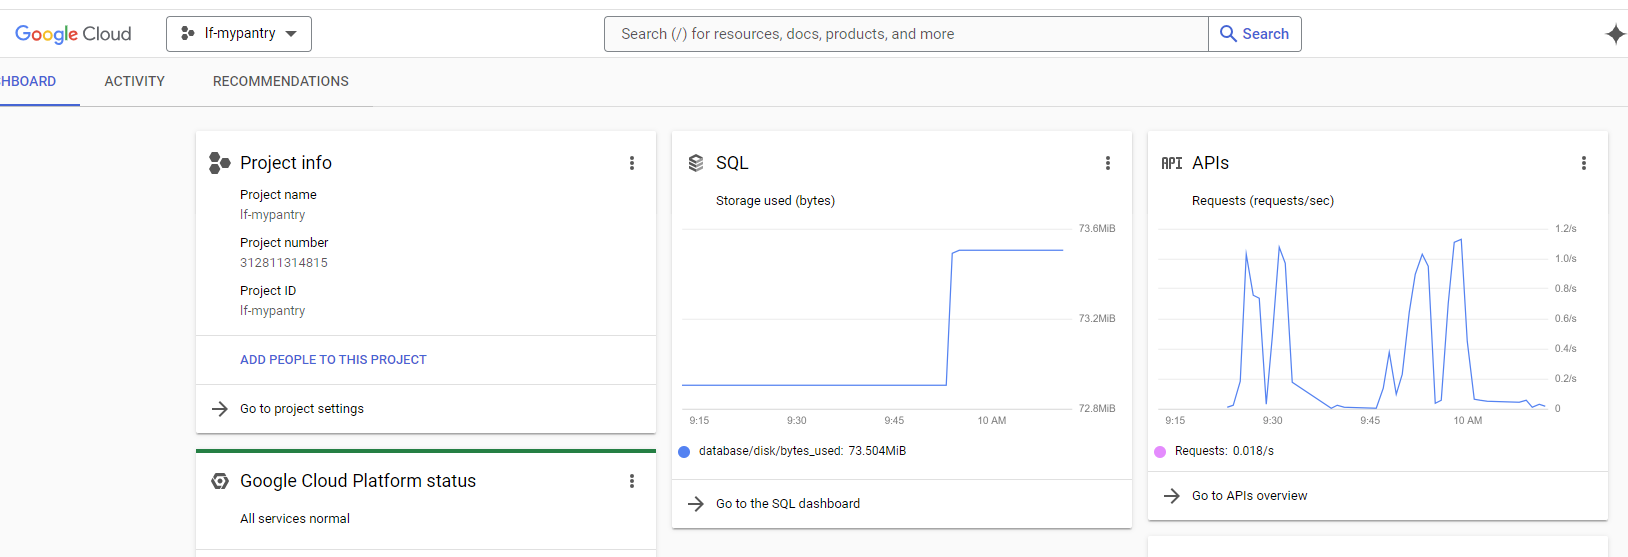 Google Cloud
lf-mypantry
Search (/) for resources, docs, products, and more
Search
HBOARD
ACTIVITY
RECOMMENDATIONS
Project info
Project name
lf-mypantry
Project number
312811314815
Project ID
lf-mypantry
ADD PEOPLE TO THIS PROJECT
Go to project settings
Google Cloud Platform status
All services normal
SQL
Storage used (bytes)
73.6MiB
73.2MiB
72.8MiB
9:15 9:30 9:45 10 AM
database/disk/bytes_used: 73.504MiB
Go to the SQL dashboard
API APIs
Requests (requests/sec)
1.2/s
1.0/s
0.8/s
0.6/s
0.4/s
0.2/s
0
9:15 9:30 9:45 10 AM
Requests: 0.018/s
Go to APIs overview